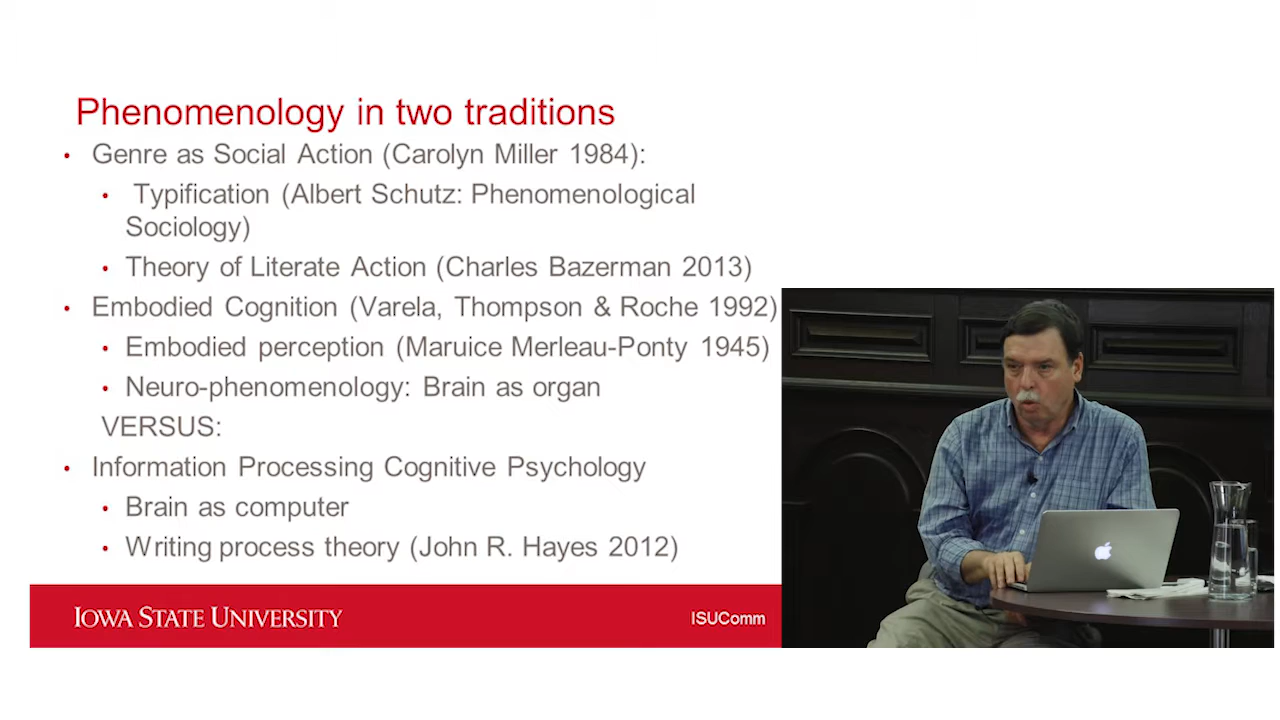 Phenomenology in two traditions
• Genre as Social Action (Carolyn Miller 1984):
• Typification (Albert Schutz: Phenomenological
Sociology)
• Theory of Literate Action (Charles Bazerman 2013)
• Embodied Cognition (Varela, Thompson & Roche 1992)
• Embodied perception (Maruice Merleau-Ponty 1945)
• Neuro-phenomenology: Brain as organ
VERSUS:
• Information Processing Cognitive Psychology
• Brain as computer
• Writing process theory (John R. Hayes 2012)
IOWA STATE UNIVERSITY
ISUComm